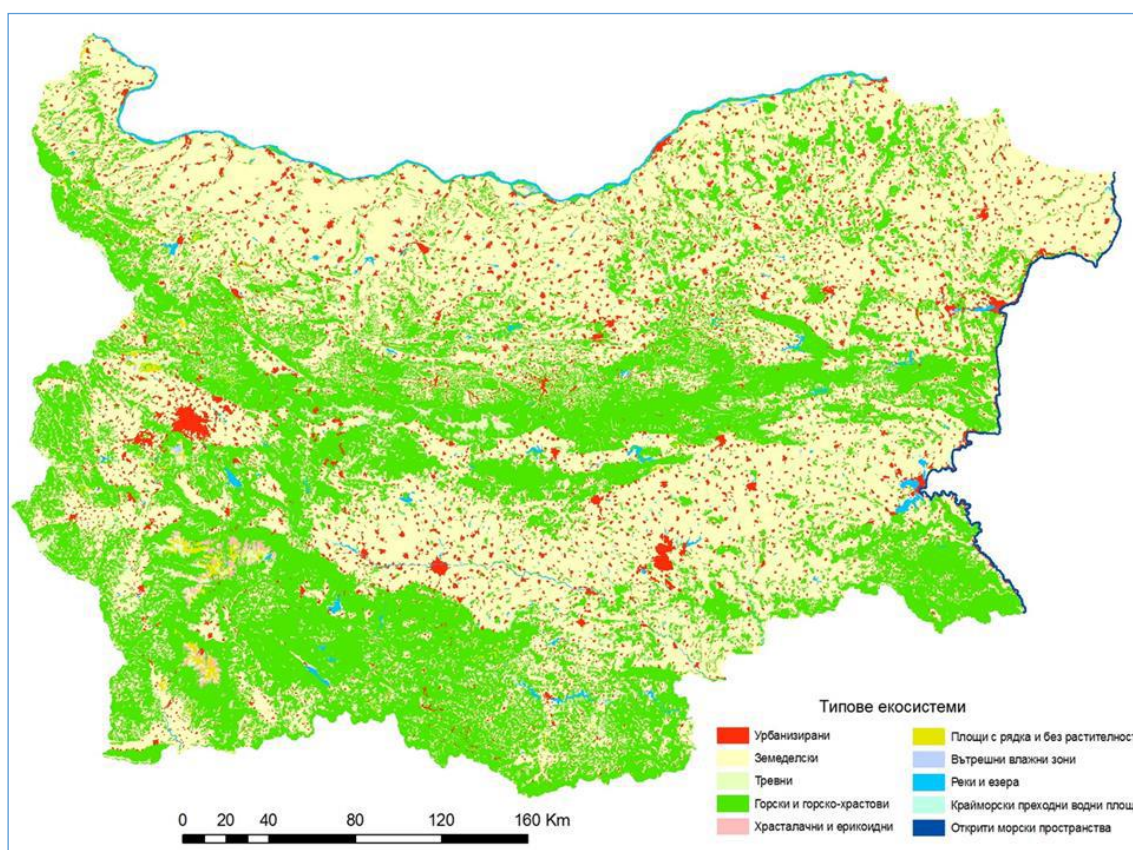 Типове екосистеми
Урбанизирани
Земеделски
Тревни
Горски и горско-храстови
Храсталачни и ерикоидни
Площи с рядка и без растителност
Вътрешни влажни зони
Реки и езера
Крайморски преходни водни площ
Открити морски пространства
0 20 40 80 120 160 Km